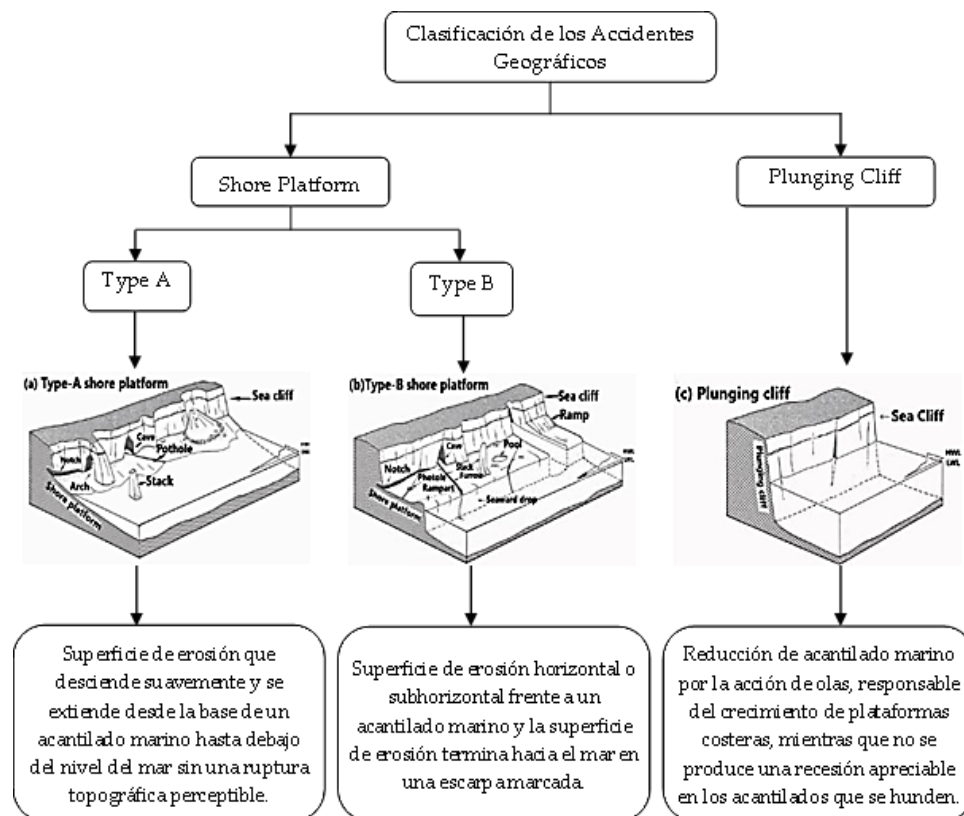 Clasificación de los Accidentes
Geográficos
Shore Platform
Plunging Cliff
Type A
Type B
(a) Type-A shore platform
Sea cliff
Cave
Pothole
Notch
Arch
Stack
Shore platform
(b)Type-B shore platform
Sea cliff
Ramp
Cave
Pool
Notch
Stack
Furrow
Photole
Rampart
Seaward drop
Shore platform
(c) Plunging cliff
Sea Cliff
Plunging cliff
HWL
LWL
Superficie de erosión que
desciende suavemente y se
extiende desde la base de un
acantilado marino hasta debajo
del nivel del mar sin una ruptura
topográfica perceptible.
Superficie de erosión horizontal o
subhorizontal frente a un
acantilado marino y la superficie
de erosión termina hacia el mar en
una escarp amarcada.
Reducción de acantilado marino
por la acción de olas, responsable
del crecimiento de plataformas
costeras, mientras que no se
produce una recesión apreciable
en los acantilados que se hunden.